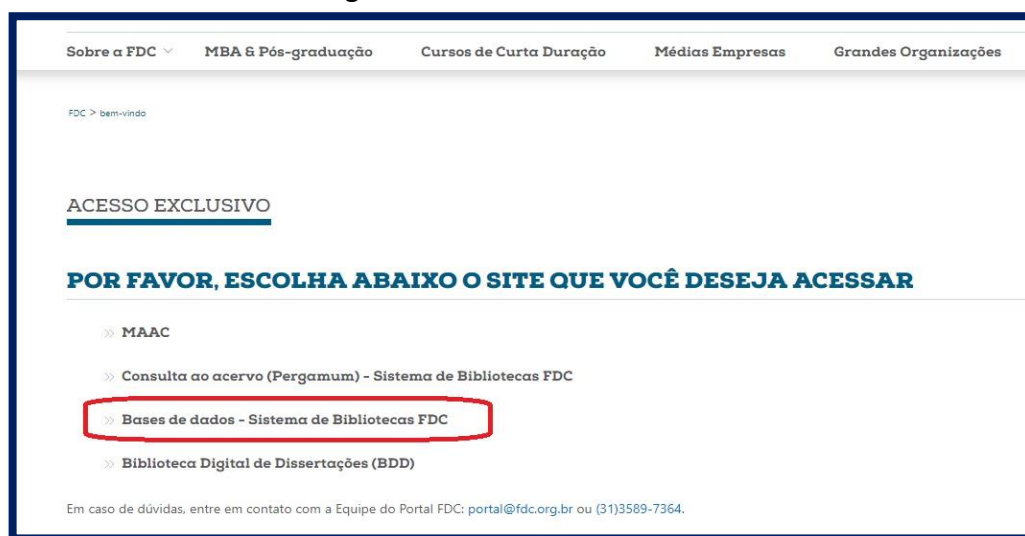 Sobre a FDC MBA & Pós-graduação Cursos de Curta Duração Médias Empresas Grandes Organizações
FDC > bem-vindo
ACESSO EXCLUSIVO
POR FAVOR, ESCOLHA ABAIXO O SITE QUE VOCÊ DESEJA ACESSAR
» MAAC
» Consulta ao acervo (Pergamum) - Sistema de Bibliotecas FDC
» Bases de dados - Sistema de Bibliotecas FDC
» Biblioteca Digital de Dissertações (BDD)
Em caso de dúvidas, entre em contato com a Equipe do Portal FDC: portal@fdc.org.br ou (31)3589-7364.